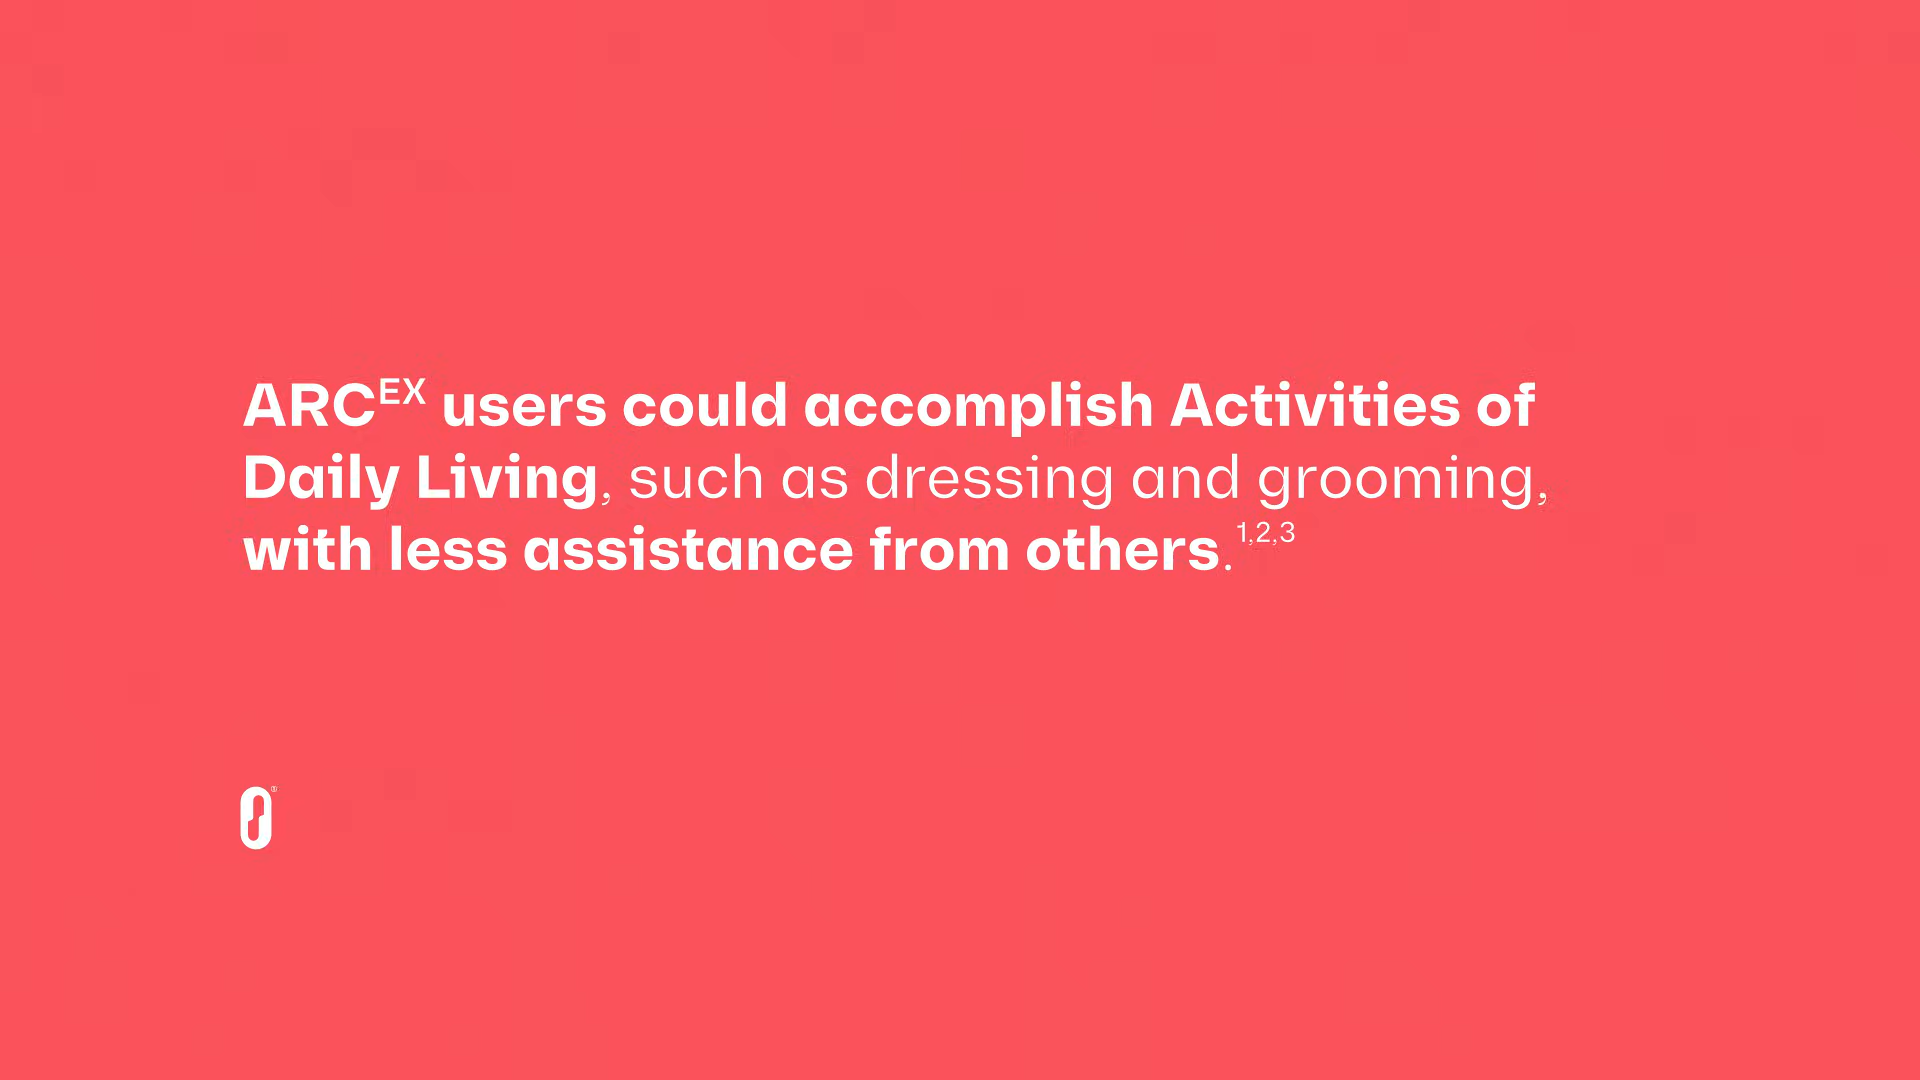 ARCEX users could accomplish Activities of
Daily Living, such as dressing and grooming,
with less assistance from others.1,2,3